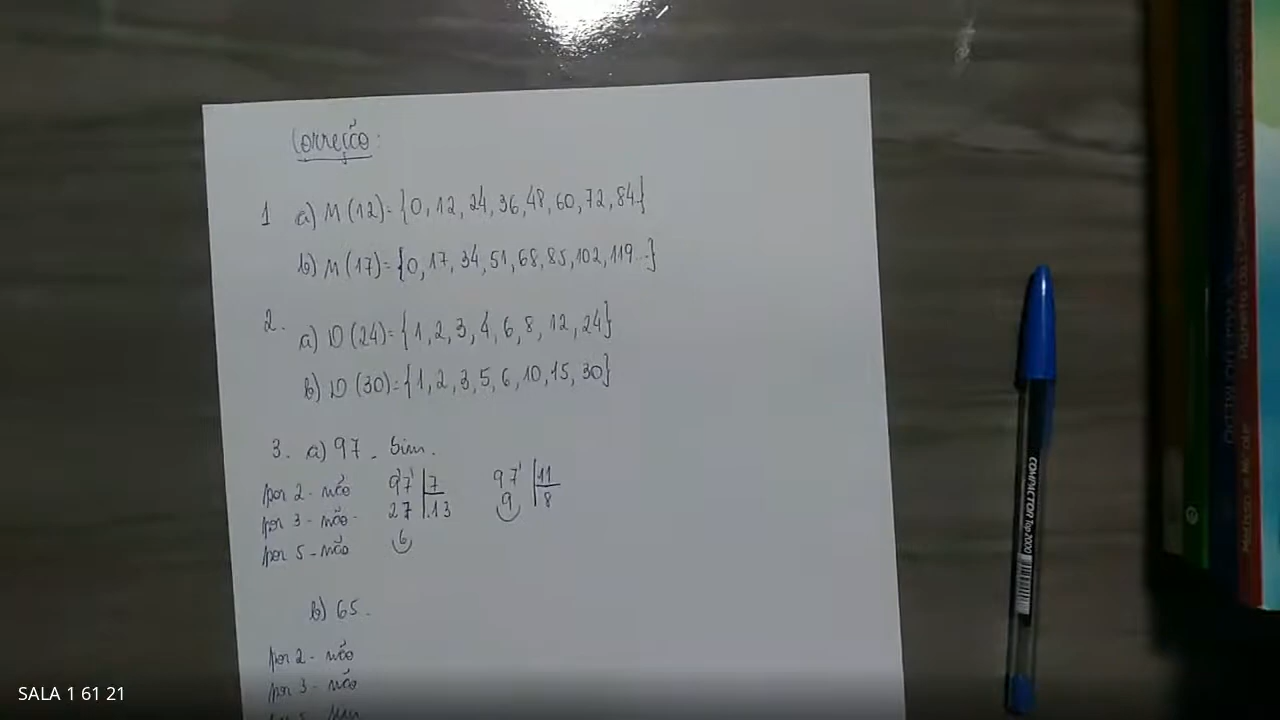 Correção:
1 a) M(12)= {0, 12, 24, 36, 48, 60, 72, 84}
b) M(17)= {0, 17, 34, 51, 68, 85, 102, 119...}
2. a) D(24)= {1, 2, 3, 4, 6, 8, 12, 24}
b) D(30)= {1, 2, 3, 5, 6, 10, 15, 30}
3. a) 97 - Sim.
por 2 - não
por 3 - não
por 5 - não
97 7
27 13
6
97 11
9 8
b) 65 -
por 2 - não
por 3 - não
COMPACTOR Top 2000
SALA 1 61 21